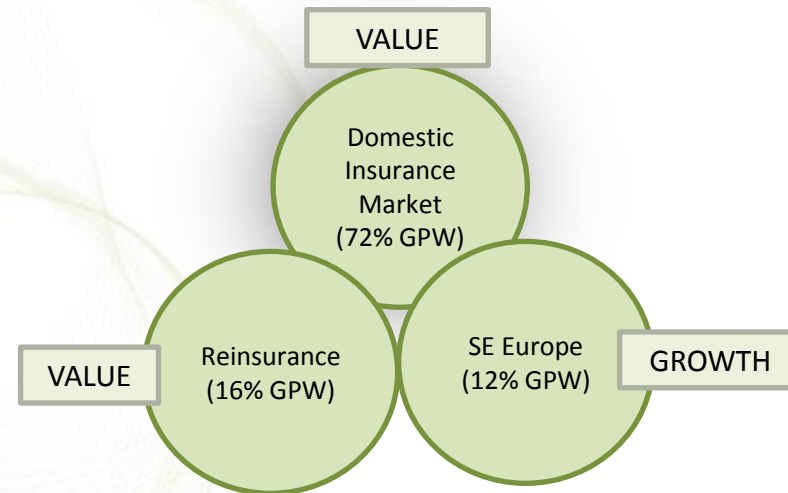 VALUE
Domestic
Insurance
Market
(72% GPW)
Reinsurance
(16% GPW)
VALUE
SE Europe
(12% GPW)
GROWTH